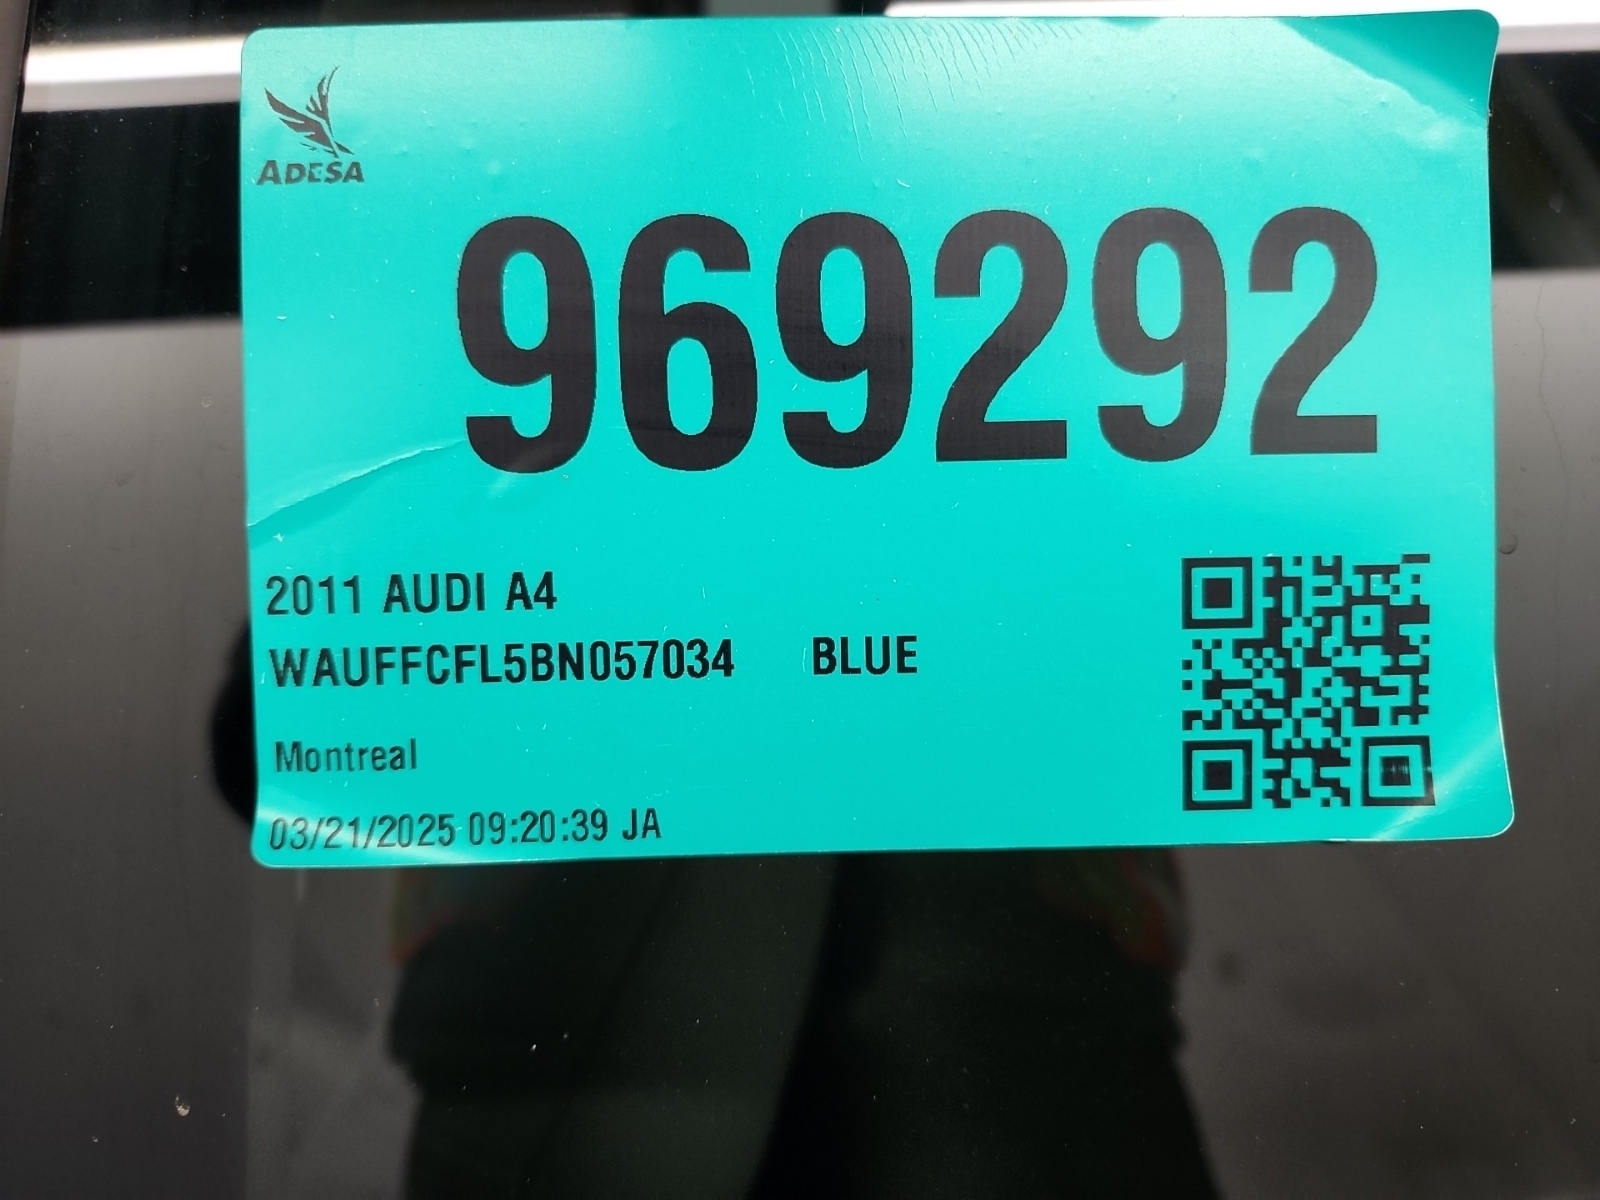 ADESA
969292
2011 AUDI A4
WAUFFCFL5BN057034 BLUE
Montreal
03/21/2025 09:20:39 JA